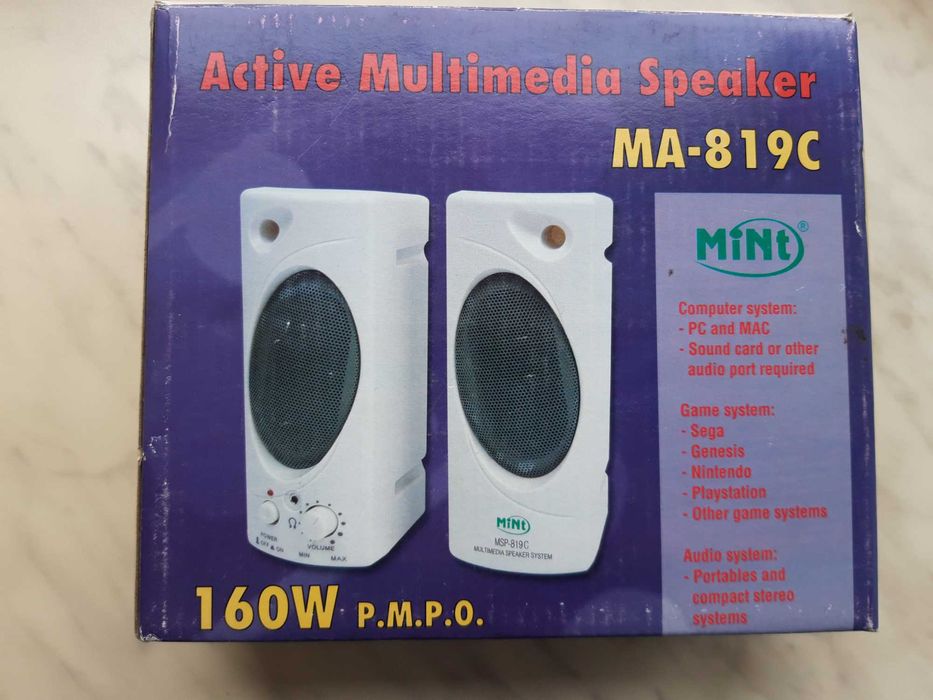 Active Multimedia Speaker
MA-819C
MiNt ®
Computer system:
- PC and MAC
- Sound card or other
audio port required
Game system:
- Sega
- Genesis
- Nintendo
- Playstation
- Other game systems
Audio system:
- Portables and
compact stereo
systems
POWER
OFF ON
VOLUME
MIN MAX
MiNt
MSP-819C
MULTIMEDIA SPEAKER SYSTEM
160W P.M.P.O.